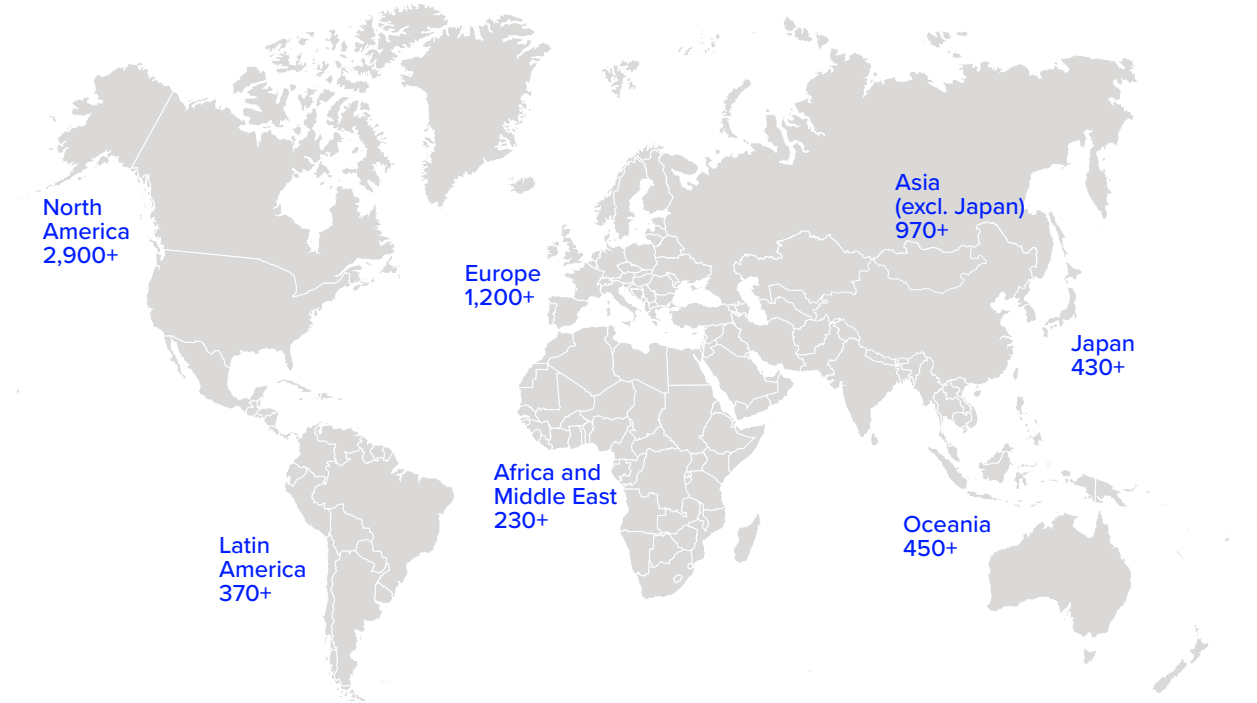 North
America
2,900+
Asia
(excl. Japan)
970+
Europe
1,200+
Japan
430+
Africa and
Middle East
230+
Oceania
450+
Latin
America
370+